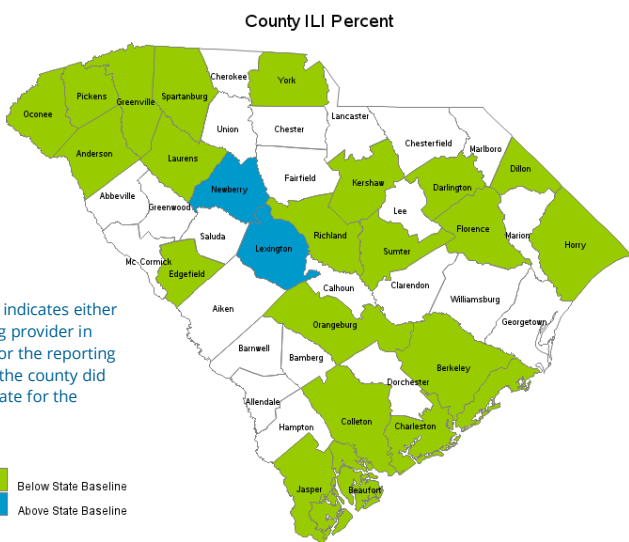 County ILI Percent
Cherokee
York
Pickens
Spartanburg
Greenville
Oconee
Lancaster
Union
Chester
Chesterfield
Marlboro
Anderson
Laurens
Dillon
Fairfield
Kershaw
Newberry
Darlington
Abbeville
Greenwood
Lee
Florence
Marion
Saluda
Richland
Horry
Lexington
Sumter
Mc Cormick
Edgefield
Calhoun
Clarendon
Williamsburg
Aiken
Georgetown
Orangeburg
Barnwell
Bamberg
Berkeley
Dorchester
Allendale
Colleton
Charleston
Hampton
Jasper
Beaufort
indicates either
g provider in
or the reporting
the county did
ate for the
Below State Baseline
Above State Baseline